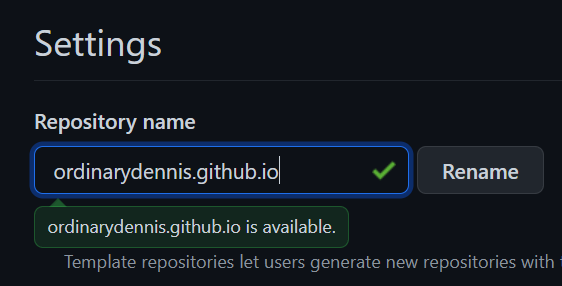 Settings
Repository name
ordinarydennis.github.io
Rename
ordinarydennis.github.io is available.
Template repositories let users generate new repositories with